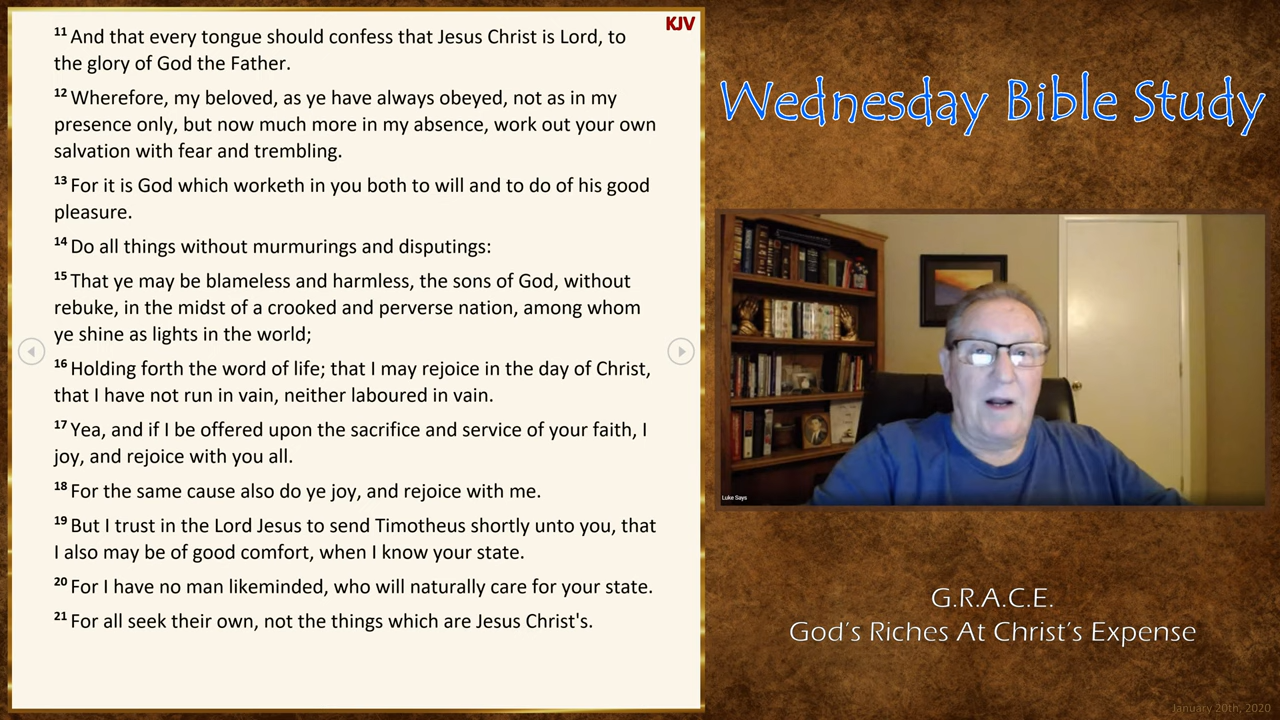 KJV
11 And that every tongue should confess that Jesus Christ is Lord, to
the glory of God the Father.
12 Wherefore, my beloved, as ye have always obeyed, not as in my
presence only, but now much more in my absence, work out your own
salvation with fear and trembling.
13 For it is God which worketh in you both to will and to do of his good
pleasure.
14 Do all things without murmurings and disputings:
15 That ye may be blameless and harmless, the sons of God, without
rebuke, in the midst of a crooked and perverse nation, among whom
ye shine as lights in the world;
16 Holding forth the word of life; that I may rejoice in the day of Christ,
that I have not run in vain, neither laboured in vain.
17 Yea, and if I be offered upon the sacrifice and service of your faith, I
joy, and rejoice with you all.
18 For the same cause also do ye joy, and rejoice with me.
19 But I trust in the Lord Jesus to send Timotheus shortly unto you, that
I also may be of good comfort, when I know your state.
20 For I have no man likeminded, who will naturally care for your state.
21 For all seek their own, not the things which are Jesus Christ's.
Wednesday Bible Study
Luke Says
G.R.A.C.E.
God's Riches At Christ's Expense
January 20th, 2020